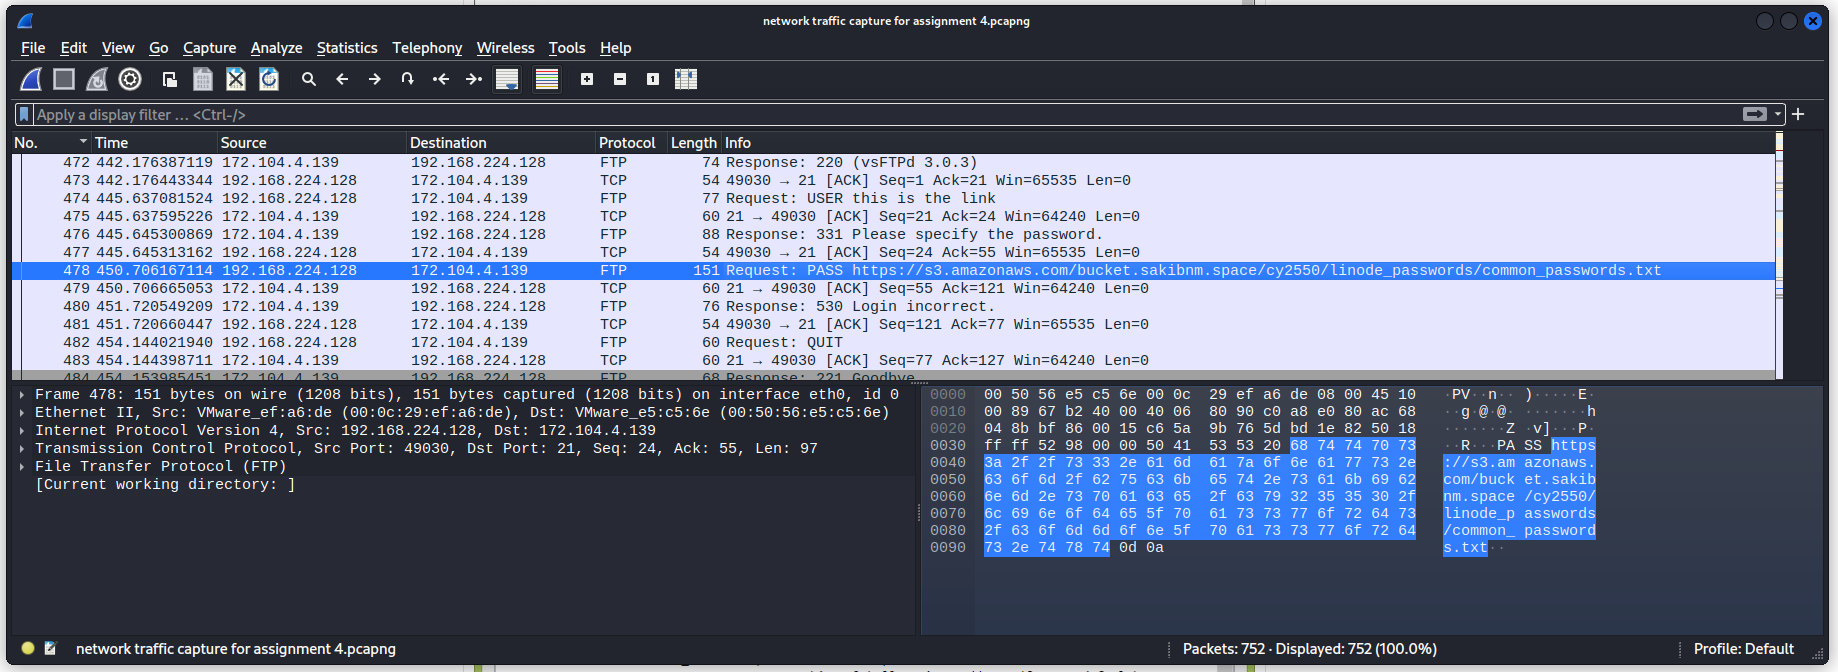 network traffic capture for assignment 4.pcapng
File Edit View Go Capture Analyze Statistics Telephony Wireless Tools Help
Apply a display filter ... <Ctrl-/>
No. Time Source Destination Protocol Length Info
472 442.176387119 172.104.4.139 192.168.224.128 FTP 74 Response: 220 (vsFTPd 3.0.3)
473 442.176443344 192.168.224.128 172.104.4.139 TCP 54 49030 → 21 [ACK] Seq=1 Ack=21 Win=65535 Len=0
474 445.637081524 192.168.224.128 172.104.4.139 FTP 77 Request: USER this is the link
475 445.637595226 172.104.4.139 192.168.224.128 TCP 60 21 → 49030 [ACK] Seq=21 Ack=24 Win=64240 Len=0
476 445.645300869 172.104.4.139 192.168.224.128 FTP 88 Response: 331 Please specify the password.
477 445.645313162 192.168.224.128 172.104.4.139 TCP 54 49030 → 21 [ACK] Seq=24 Ack=55 Win=65535 Len=0
478 450.706167114 192.168.224.128 172.104.4.139 FTP 151 Request: PASS https://s3.amazonaws.com/bucket.sakibnm.space/cy2550/linode_passwords/common_passwords.txt
479 450.706665053 172.104.4.139 192.168.224.128 TCP 60 21 → 49030 [ACK] Seq=55 Ack=121 Win=64240 Len=0
480 451.720549209 172.104.4.139 192.168.224.128 FTP 76 Response: 530 Login incorrect.
481 451.720660447 192.168.224.128 172.104.4.139 TCP 54 49030 → 21 [ACK] Seq=121 Ack=77 Win=65535 Len=0
482 454.144021940 192.168.224.128 172.104.4.139 FTP 60 Request: QUIT
483 454.144398711 172.104.4.139 192.168.224.128 TCP 60 21 → 49030 [ACK] Seq=77 Ack=127 Win=64240 Len=0
484 454.153985451 172.104.4.139 192.168.224.128 FTP 68 Response: 221 Goodbye.
Frame 478: 151 bytes on wire (1208 bits), 151 bytes captured (1208 bits) on interface eth0, id 0
Ethernet II, Src: VMware_ef:a6:de (00:0c:29:ef:a6:de), Dst: VMware_e5:c5:6e (00:50:56:e5:c5:6e)
Internet Protocol Version 4, Src: 192.168.224.128, Dst: 172.104.4.139
Transmission Control Protocol, Src Port: 49030, Dst Port: 21, Seq: 24, Ack: 55, Len: 97
File Transfer Protocol (FTP)
[Current working directory: ]
0000 00 50 56 e5 c5 6e 00 0c 29 ef a6 de 08 00 45 10 ·PV··n·· )·····E·
0010 00 89 67 b2 40 00 40 06 80 90 c0 a8 e0 80 ac 68 ··g·@·@· ·······h
0020 04 8b bf 86 00 15 c6 5a 9b 76 5d bd 1e 82 50 18 ·······Z ·v]···P·
0030 ff ff 52 98 00 00 50 41 53 53 20 68 74 74 70 73 ··R···PA SS https
0040 3a 2f 2f 73 33 2e 61 6d 61 7a 6f 6e 61 77 73 2e ://s3.am azonaws.
0050 63 6f 6d 2f 62 75 63 6b 65 74 2e 73 61 6b 69 62 com/buck et.sakib
0060 6e 6d 2e 73 70 61 63 65 2f 63 79 32 35 35 30 2f nm.space /cy2550/
0070 6c 69 6e 6f 64 65 5f 70 61 73 73 77 6f 72 64 73 linode_p asswords
0080 2f 63 6f 6d 6d 6f 6e 5f 70 61 73 73 77 6f 72 64 /common_ password
0090 73 2e 74 78 74 0d 0a s.txt··
network traffic capture for assignment 4.pcapng
Packets: 752 · Displayed: 752 (100.0%)
Profile: Default